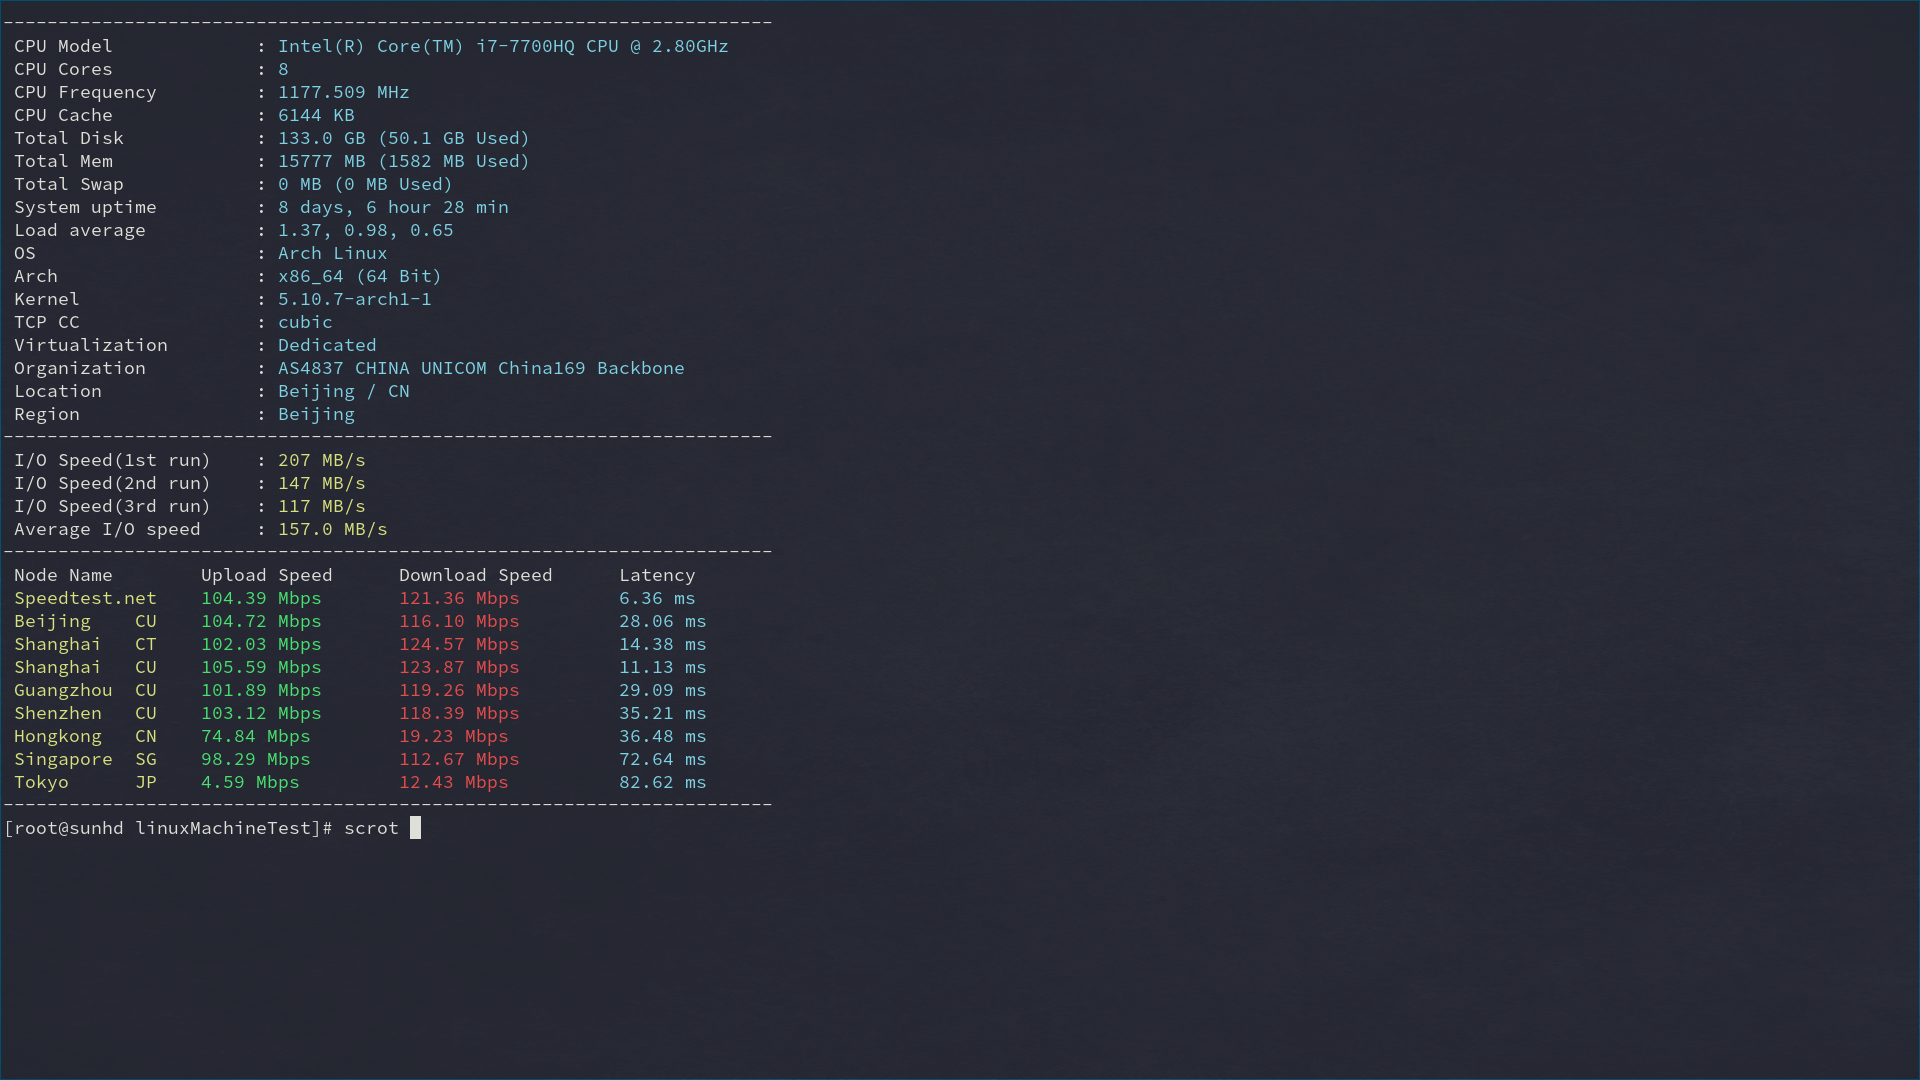 ----------------------------------------------------------------------
CPU Model : Intel(R) Core(TM) i7-7700HQ CPU @ 2.80GHz
CPU Cores : 8
CPU Frequency : 1177.509 MHz
CPU Cache : 6144 KB
Total Disk : 133.0 GB (50.1 GB Used)
Total Mem : 15777 MB (1582 MB Used)
Total Swap : 0 MB (0 MB Used)
System uptime : 8 days, 6 hour 28 min
Load average : 1.37, 0.98, 0.65
OS : Arch Linux
Arch : x86_64 (64 Bit)
Kernel : 5.10.7-arch1-1
TCP CC : cubic
Virtualization : Dedicated
Organization : AS4837 CHINA UNICOM China169 Backbone
Location : Beijing / CN
Region : Beijing
----------------------------------------------------------------------
I/O Speed(1st run) : 207 MB/s
I/O Speed(2nd run) : 147 MB/s
I/O Speed(3rd run) : 117 MB/s
Average I/O speed : 157.0 MB/s
----------------------------------------------------------------------
Node Name Upload Speed Download Speed Latency
Speedtest.net 104.39 Mbps 121.36 Mbps 6.36 ms
Beijing CU 104.72 Mbps 116.10 Mbps 28.06 ms
Shanghai CT 102.03 Mbps 124.57 Mbps 14.38 ms
Shanghai CU 105.59 Mbps 123.87 Mbps 11.13 ms
Guangzhou CU 101.89 Mbps 119.26 Mbps 29.09 ms
Shenzhen CU 103.12 Mbps 118.39 Mbps 35.21 ms
Hongkong CN 74.84 Mbps 19.23 Mbps 36.48 ms
Singapore SG 98.29 Mbps 112.67 Mbps 72.64 ms
Tokyo JP 4.59 Mbps 12.43 Mbps 82.62 ms
----------------------------------------------------------------------
[root@sunhd linuxMachineTest]# scrot